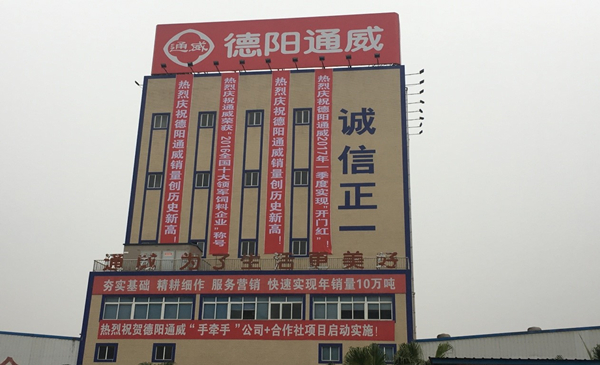 通威 德阳通威
热烈庆祝德阳通威销量创历史新高！
热烈庆祝通威荣获“2016全国十大领军饲料企业”称号
热烈庆祝德阳通威销量创历史新高！
热烈庆祝德阳通威2017年一季度实现“开门红”！
诚信正一
通威 为了生活更美好
夯实基础 精耕细作 服务营销 快速实现年销量10万吨
热烈祝贺德阳通威“手牵手”公司+合作社项目启动实施！